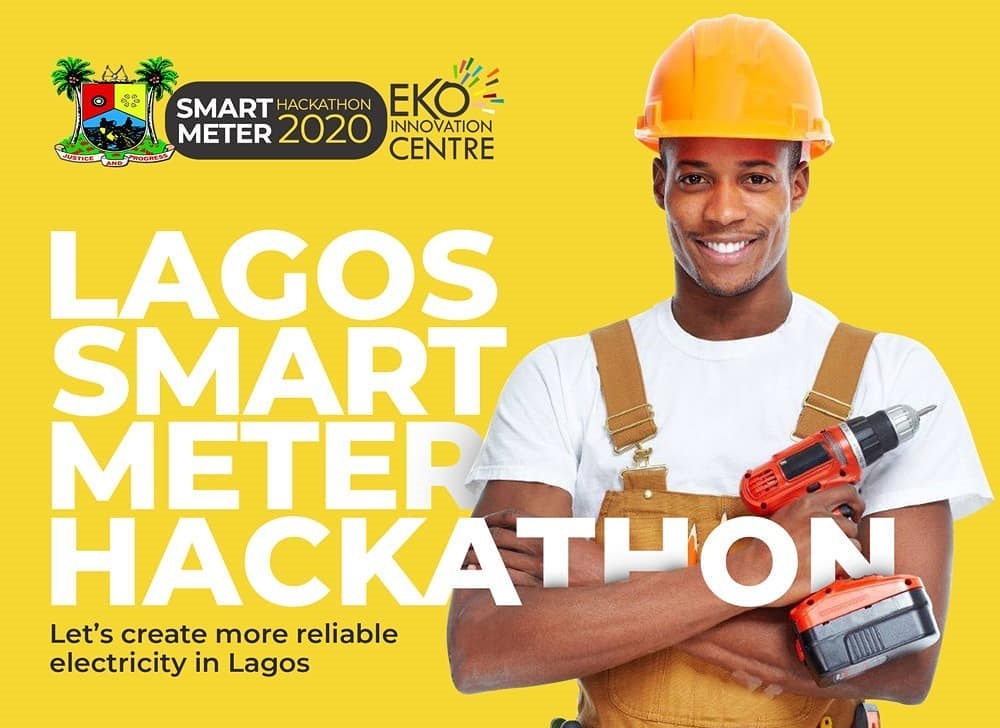 JUSTICE AND PROGRESS
SMART METER
HACKATHON 2020
EKO
INNOVATION
CENTRE
LAGOS
SMART
METER
HACKATHON
Let's create more reliable
electricity in Lagos